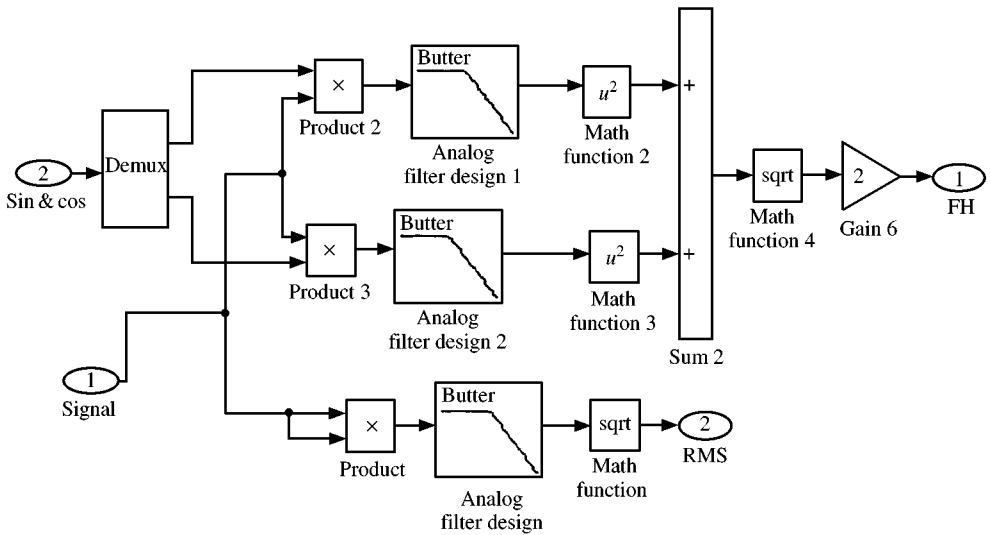 Butter
×
u²
+
Product 2
Math
function 2
Analog
filter design 1
Demux
2
Sin & cos
sqrt
2
1
FH
Math
function 4
Gain 6
Butter
×
u²
+
Product 3
Math
function 3
Analog
filter design 2
Sum 2
1
Signal
Butter
×
sqrt
2
RMS
Product
Math
function
Analog
filter design